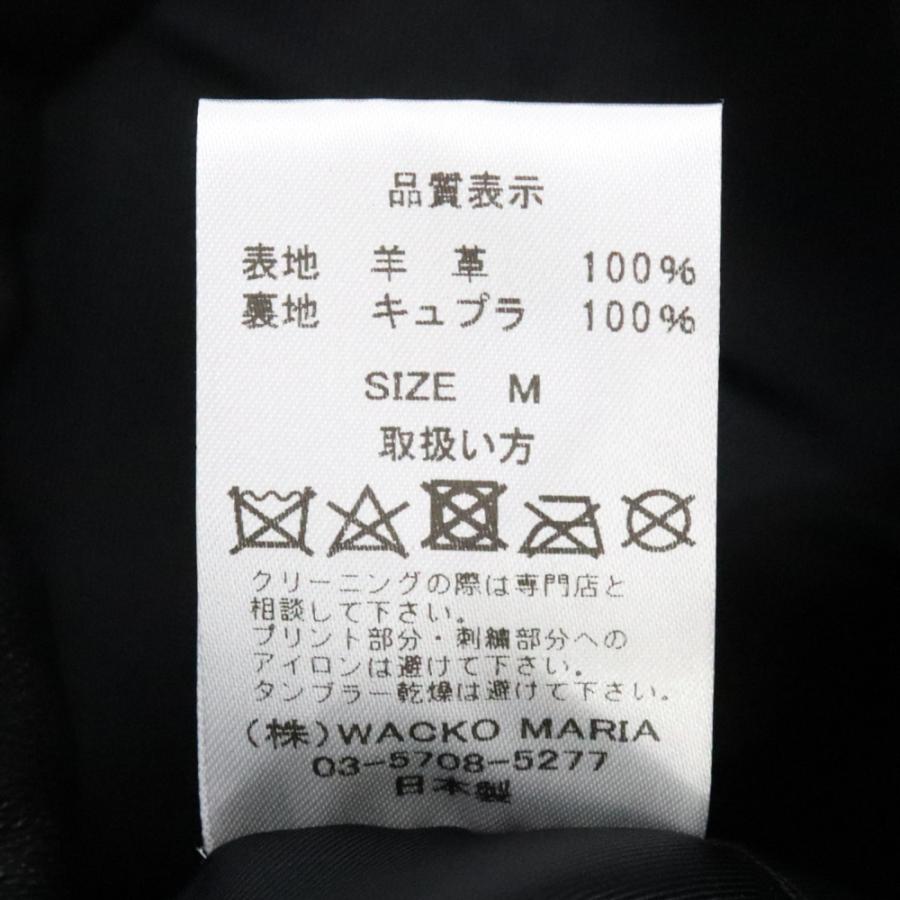 品質表示
表地 羊 革 100%
裏地 キュプラ 100%
SIZE M
取扱い方
クリーニングの際は専門店と
相談して下さい。
プリント部分・刺繍部分への
アイロンは避けて下さい。
タンブラー乾燥は避けて下さい。
(株)WACKO MARIA
03-5708-5277
日本製